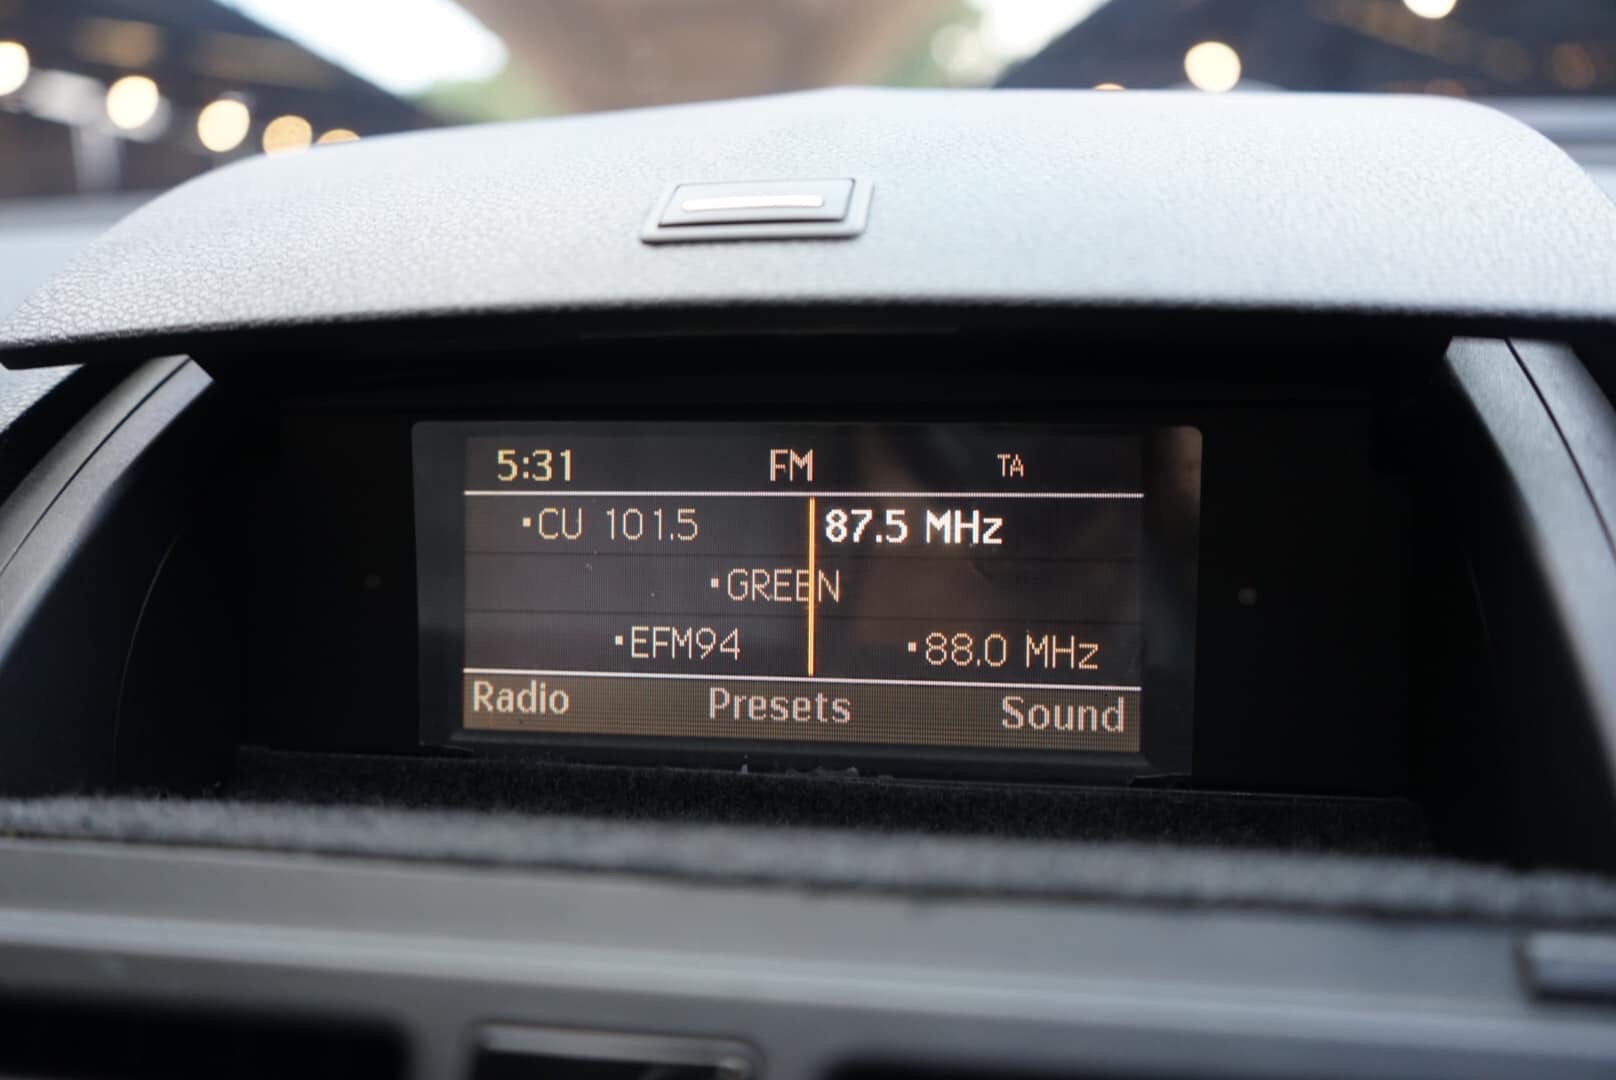 5:31 FM TA
▪CU 101.5 87.5 MHz
▪GREEN
▪EFM94 ▪88.0 MHz
Radio Presets Sound